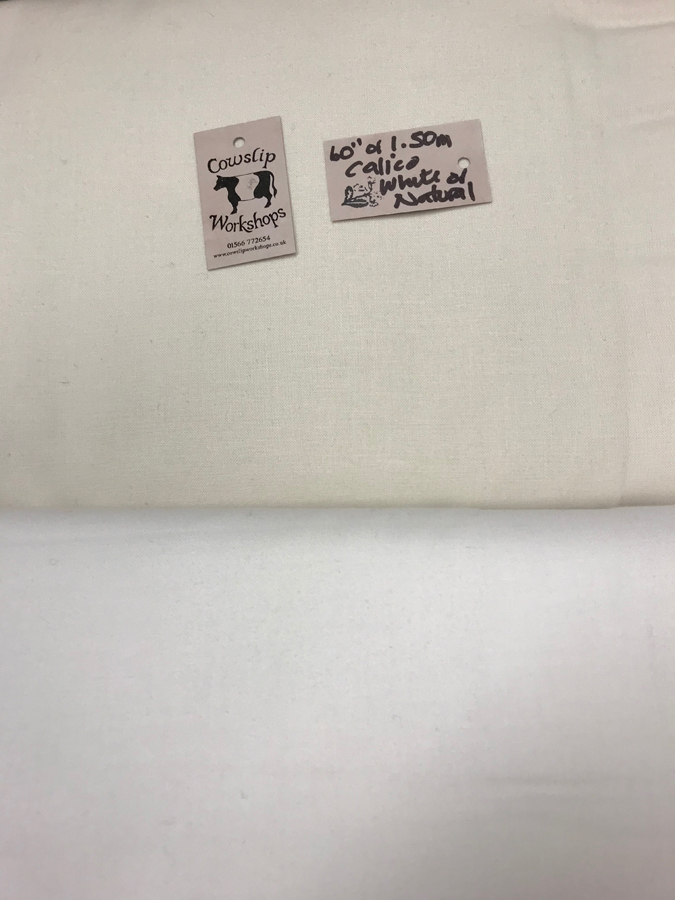 Cowslip
Workshops
01566 772654
www.cowslipworkshops.co.uk
60" or 1.50m
Calico
White or
Natural